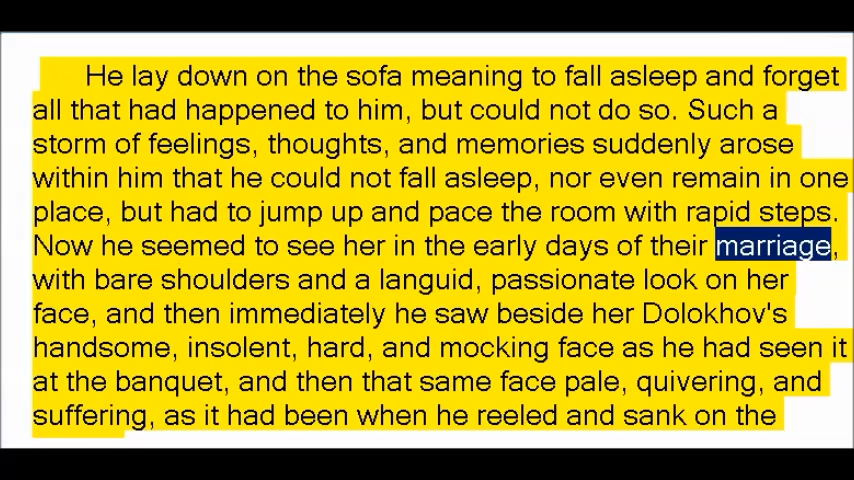 He lay down on the sofa meaning to fall asleep and forget
all that had happened to him, but could not do so. Such a
storm of feelings, thoughts, and memories suddenly arose
within him that he could not fall asleep, nor even remain in one
place, but had to jump up and pace the room with rapid steps.
Now he seemed to see her in the early days of their marriage,
with bare shoulders and a languid, passionate look on her
face, and then immediately he saw beside her Dolokhov's
handsome, insolent, hard, and mocking face as he had seen it
at the banquet, and then that same face pale, quivering, and
suffering, as it had been when he reeled and sank on the